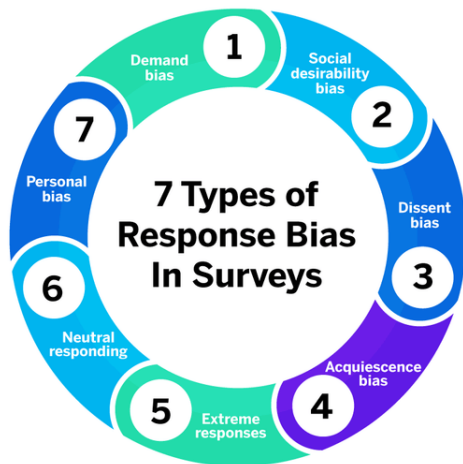 7 Types of
Response Bias
In Surveys
1
Demand
bias
2
Social
desirability
bias
3
Dissent
bias
4
Acquiescence
bias
5
Extreme
responses
6
Neutral
responding
7
Personal
bias